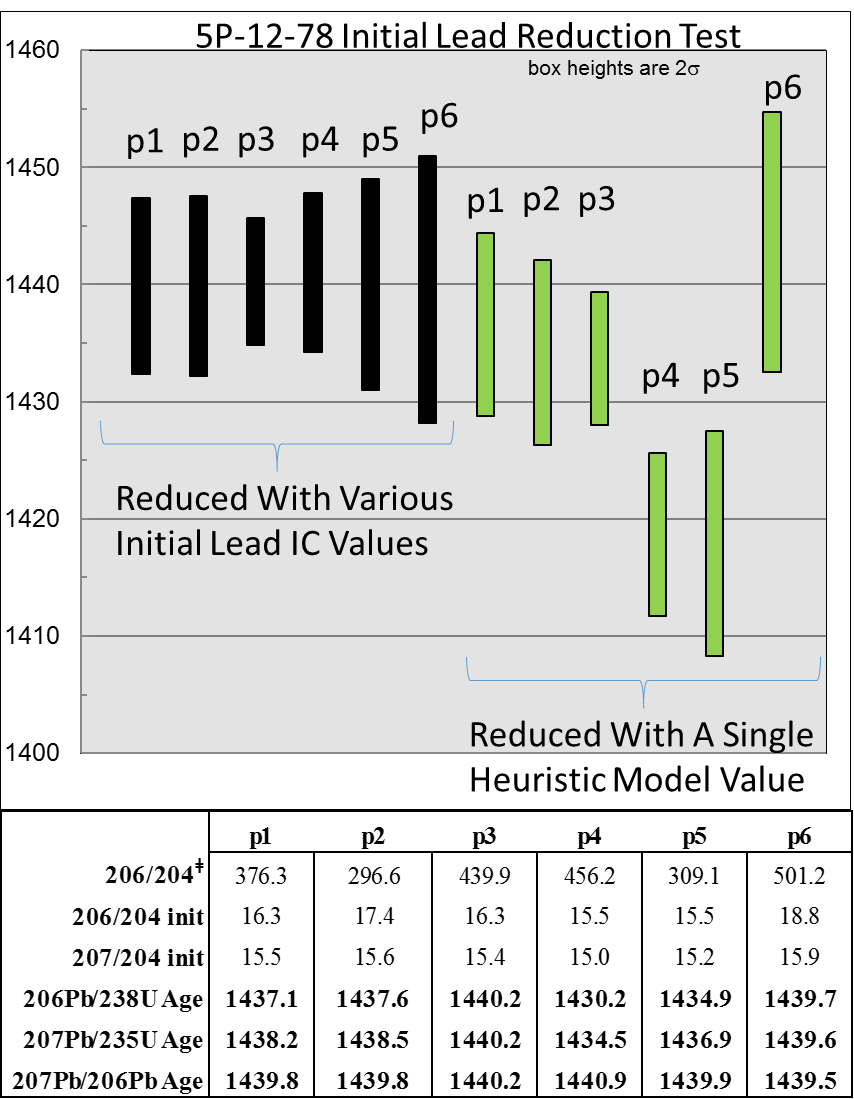 5P-12-78 Initial Lead Reduction Test
box heights are 2σ
1460
1450
1440
1430
1420
1410
1400
p1 p2 p3 p4 p5 p6 p1 p2 p3 p4 p5 p6
Reduced With Various
Initial Lead IC Values
Reduced With A Single
Heuristic Model Value
p1 p2 p3 p4 p5 p6
206/204ǂ 376.3 296.6 439.9 456.2 309.1 501.2
206/204 init 16.3 17.4 16.3 15.5 15.5 18.8
207/204 init 15.5 15.6 15.4 15.0 15.2 15.9
206Pb/238U Age 1437.1 1437.6 1440.2 1430.2 1434.9 1439.7
207Pb/235U Age 1438.2 1438.5 1440.2 1434.5 1436.9 1439.6
207Pb/206Pb Age 1439.8 1439.8 1440.2 1440.9 1439.9 1439.5